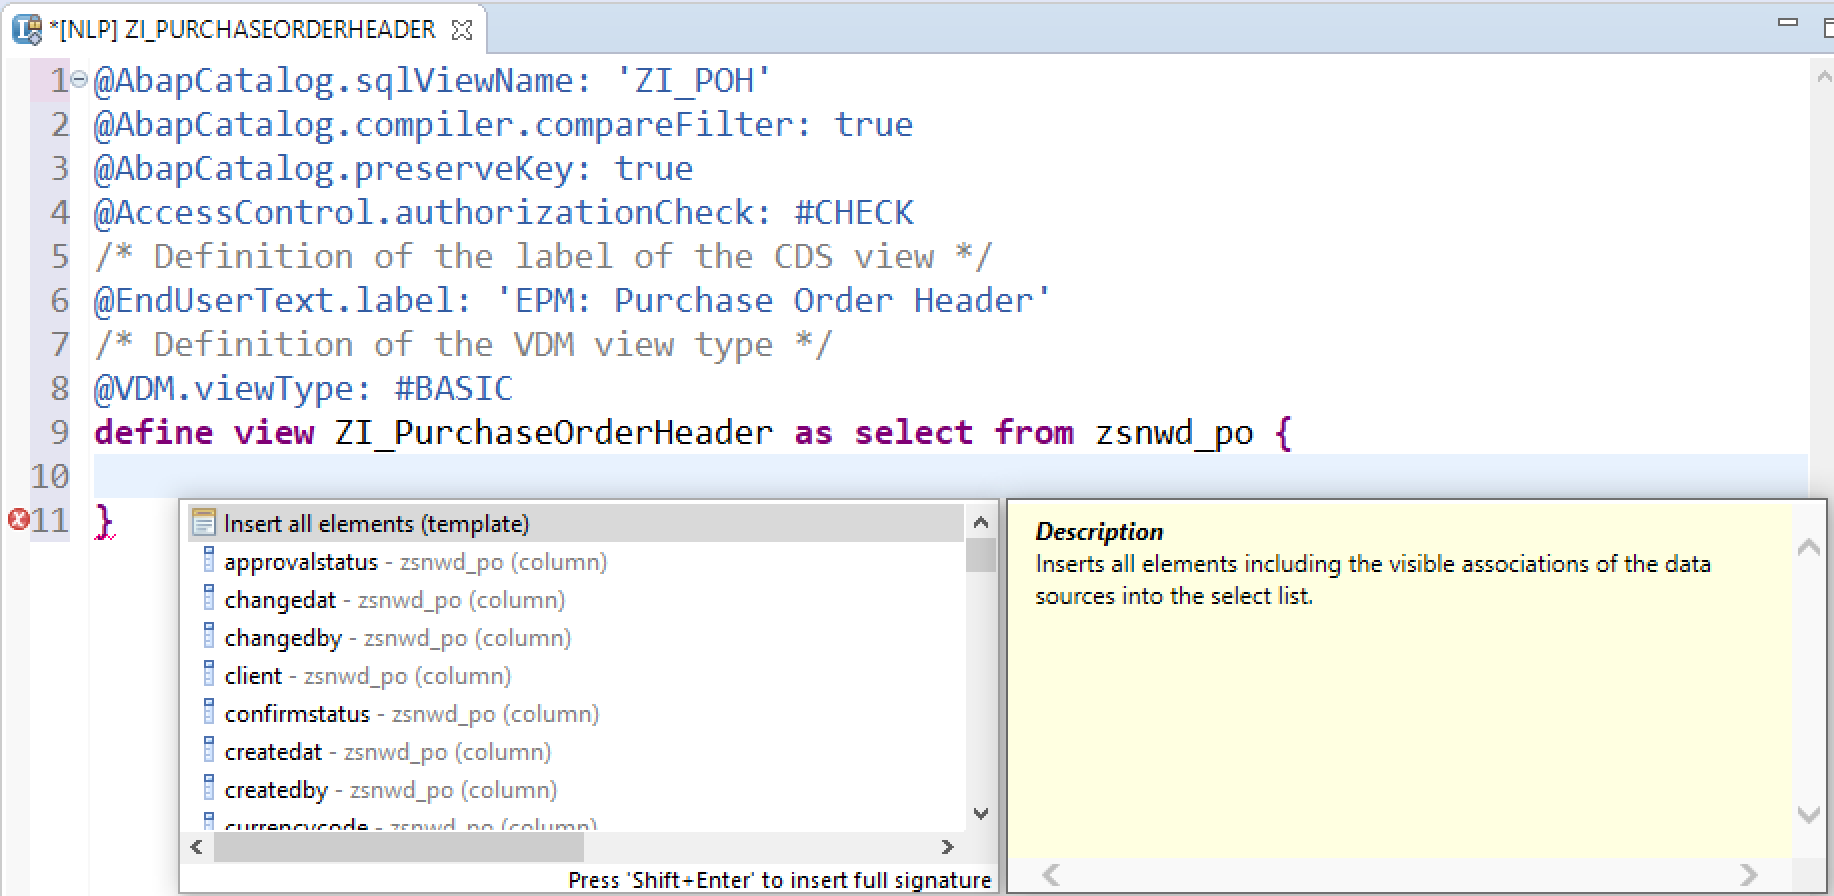 *[NLP] ZI_PURCHASEORDERHEADER
1 @AbapCatalog.sqlViewName: 'ZI_POH'
2 @AbapCatalog.compiler.compareFilter: true
3 @AbapCatalog.preserveKey: true
4 @AccessControl.authorizationCheck: #CHECK
5 /* Definition of the label of the CDS view */
6 @EndUserText.label: 'EPM: Purchase Order Header'
7 /* Definition of the VDM view type */
8 @VDM.viewType: #BASIC
9 define view ZI_PurchaseOrderHeader as select from zsnwd_po {
10
11 }
Insert all elements (template)
approvalstatus - zsnwd_po (column)
changedat - zsnwd_po (column)
changedby - zsnwd_po (column)
client - zsnwd_po (column)
confirmstatus - zsnwd_po (column)
createdat - zsnwd_po (column)
createdby - zsnwd_po (column)
currencycode - zsnwd_po (column)
Press 'Shift+Enter' to insert full signature
Description
Inserts all elements including the visible associations of the data
sources into the select list.